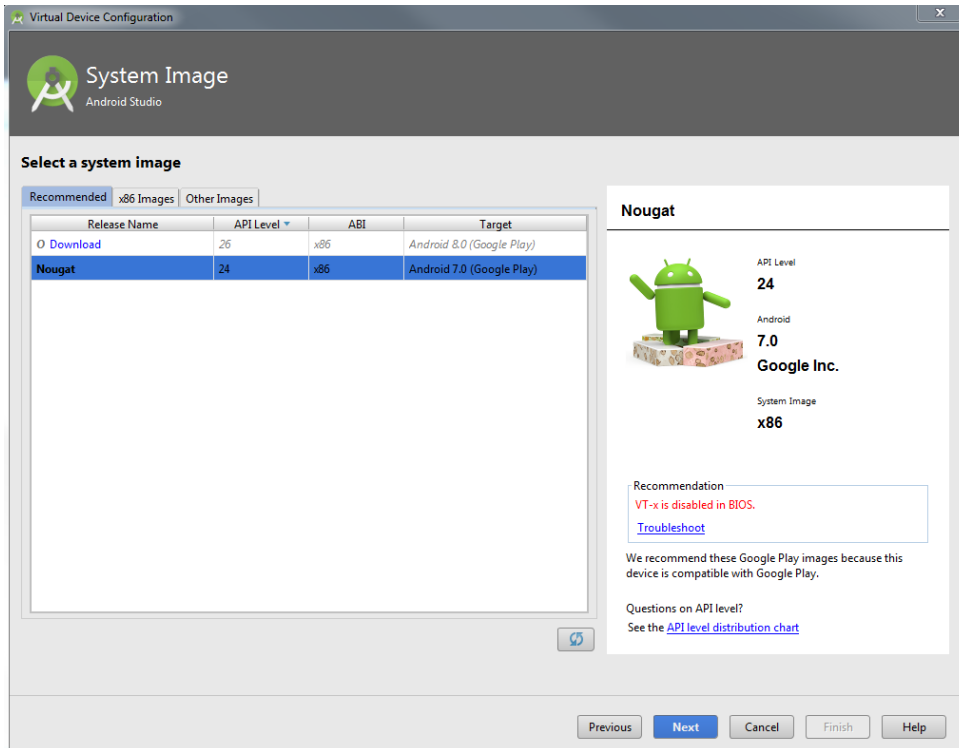 Virtual Device Configuration
x
System Image
Android Studio
Select a system image
Recommended x86 Images Other Images
Release Name API Level ABI Target
Download 26 x86 Android 8.0 (Google Play)
Nougat 24 x86 Android 7.0 (Google Play)
Nougat
API Level
24
Android
7.0
Google Inc.
System Image
x86
Recommendation
VT-x is disabled in BIOS.
Troubleshoot
We recommend these Google Play images because this
device is compatible with Google Play.
Questions on API level?
See the API level distribution chart
Previous Next Cancel Finish Help